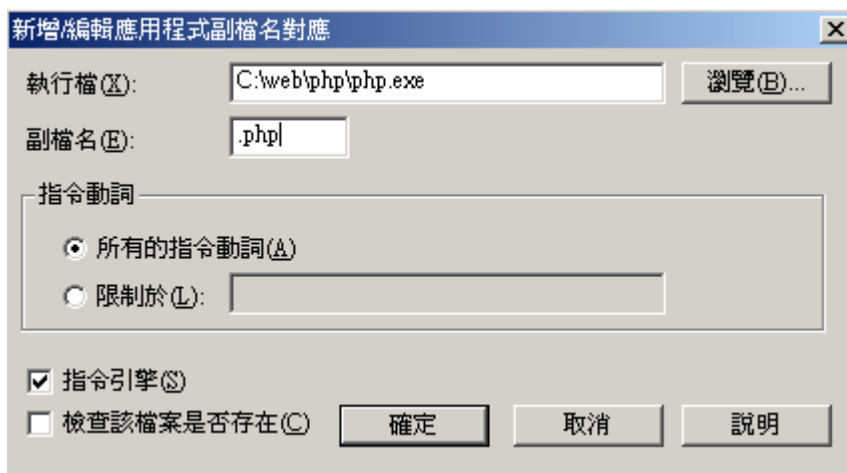 新增/編輯應用程式副檔名對應
執行檔(X): C:\web\php\php.exe 瀏覽(B)...
副檔名(E): .php
指令動詞
所有的指令動詞(A)
限制於(L):
指令引擎(S)
檢查該檔案是否存在(C) 確定 取消 說明